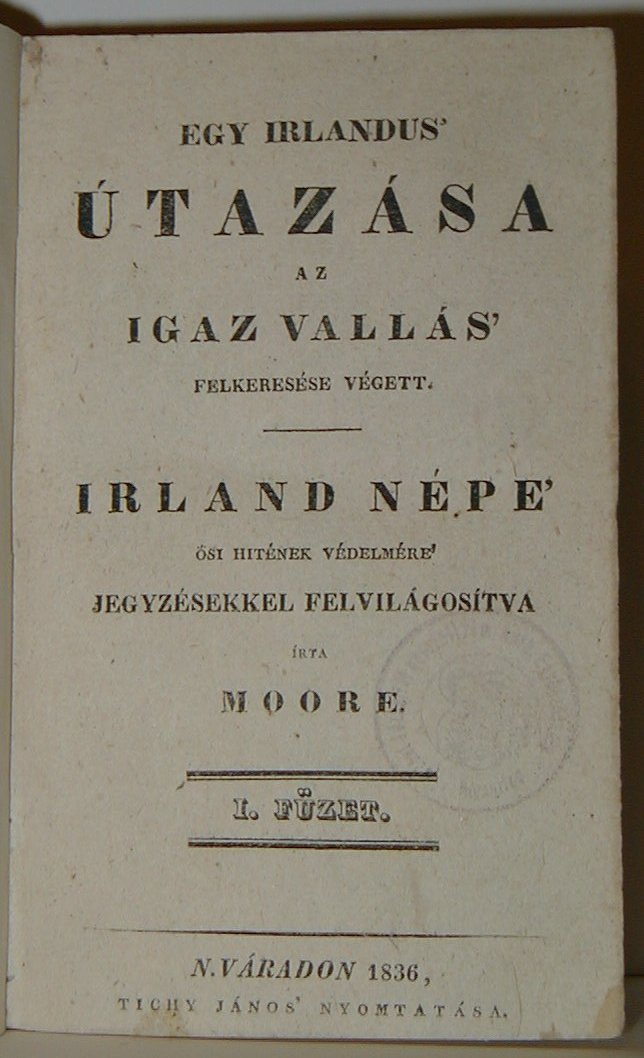 EGY IRLANDUS'
ÚTAZÁSA
AZ
IGAZ VALLÁS'
FELKERESÉSE VÉGETT.
IRLAND NÉPE'
ŐSI HITÉNEK VÉDELMÉRE'
JEGYZÉSEKKEL FELVILÁGOSÍTVA
ÍRTA
MOORE.
I. FÜZET.
N. VÁRADON 1836,
TICHY JÁNOS' NYOMTATÁSA.